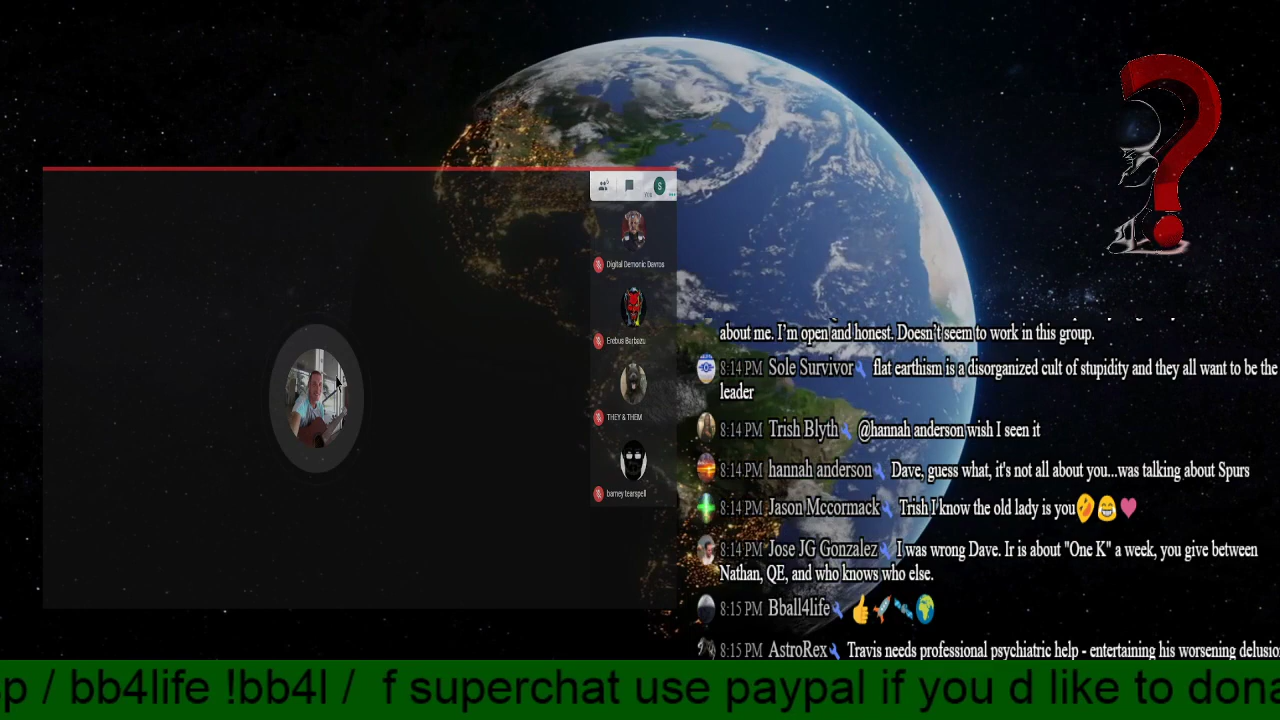 S
You
Digital Demonic Devros
Erebus Barbazu
THEY & THEM
barney tearspell
about me. I'm open and honest. Doesn't seem to work in this group.
8:14 PM Sole Survivor flat earthism is a disorganized cult of stupidity and they all want to be the
leader
8:14 PM Trish Blyth @hannah anderson wish I seen it
8:14 PM hannah anderson Dave, guess what, it's not all about you...was talking about Spurs
8:14 PM Jason Mccormack Trish I know the old lady is you🤣😂♥
8:14 PM Jose JG Gonzalez I was wrong Dave. Ir is about "One K" a week, you give between
Nathan, QE, and who knows who else.
8:15 PM Bball4life 👍🚀🛰🌍
8:15 PM AstroRex Travis needs professional psychiatric help - entertaining his worsening delusio
sp / bb4life !bb4l / f superchat use paypal if you d like to dona
?